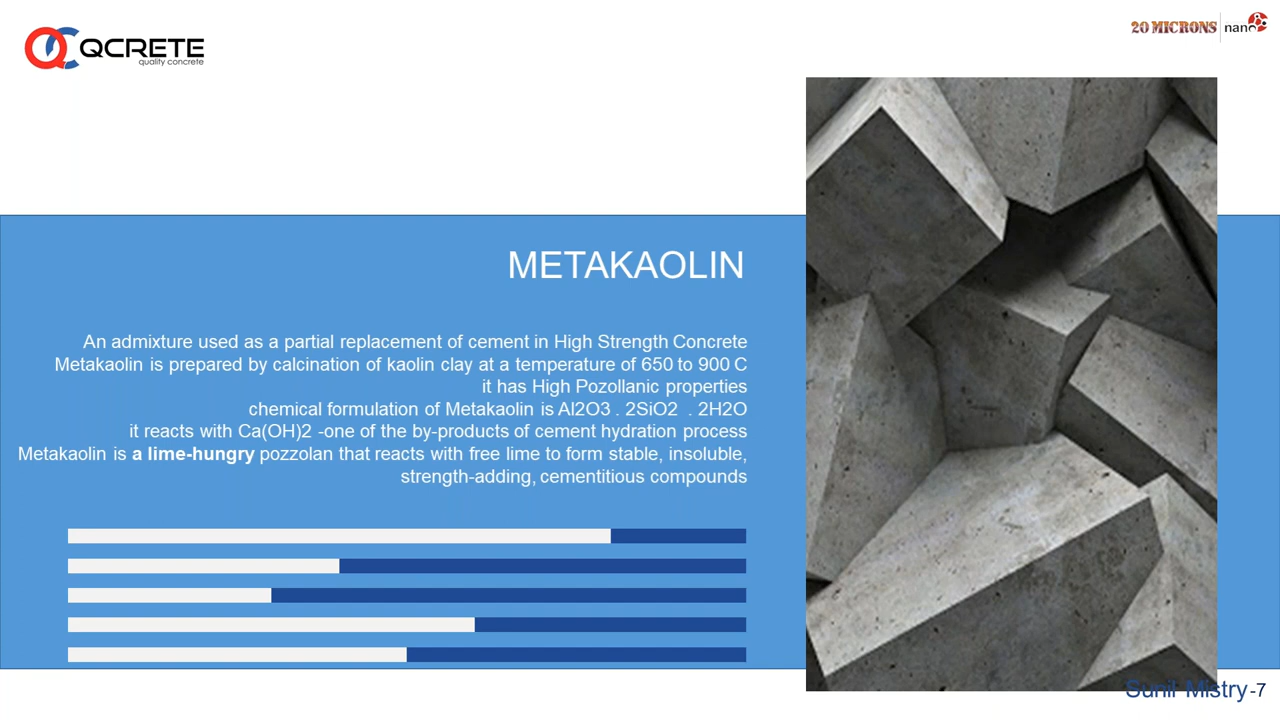 QCRETE
quality concrete
20 MICRONS nano
METAKAOLIN
An admixture used as a partial replacement of cement in High Strength Concrete
Metakaolin is prepared by calcination of kaolin clay at a temperature of 650 to 900 C
it has High Pozollanic properties
chemical formulation of Metakaolin is Al2O3 . 2SiO2 . 2H2O
it reacts with Ca(OH)2 -one of the by-products of cement hydration process
Metakaolin is a lime-hungry pozzolan that reacts with free lime to form stable, insoluble,
strength-adding, cementitious compounds
Sunil Mistry-7